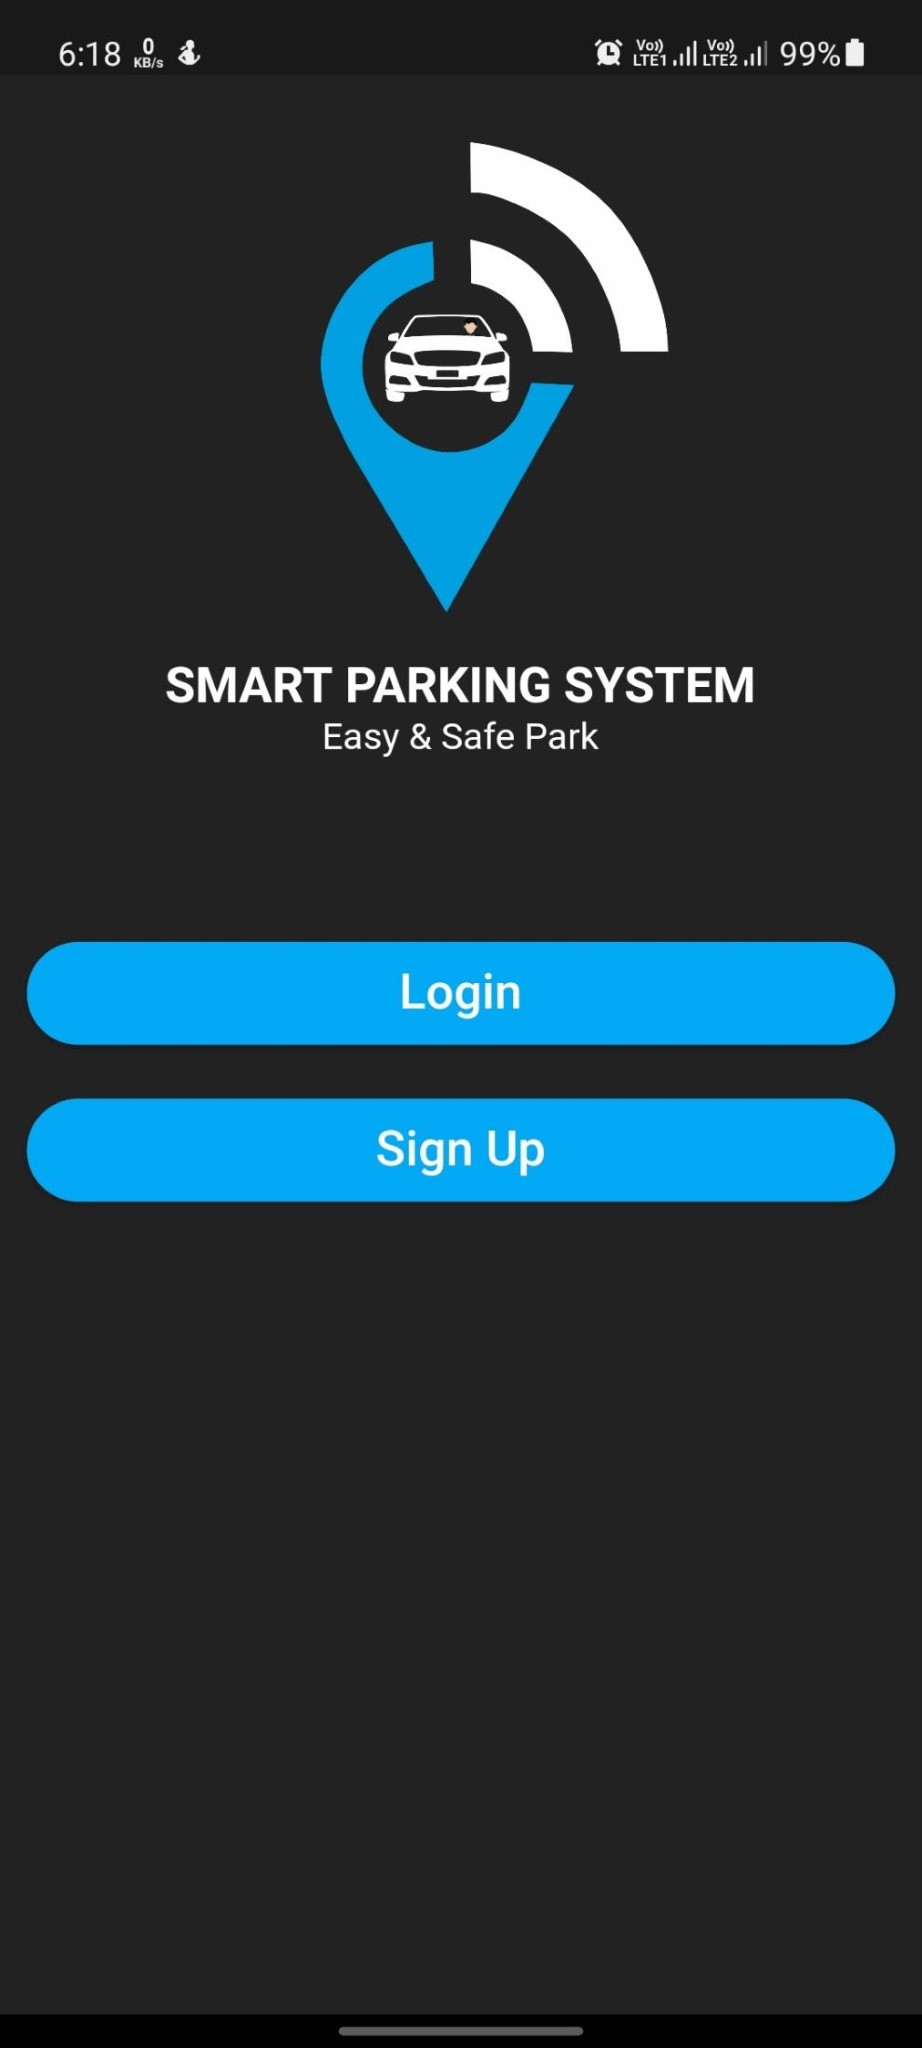 6:18 0 KB/s Vo)) LTE1 Vo)) LTE2 99%
SMART PARKING SYSTEM
Easy & Safe Park
Login
Sign Up